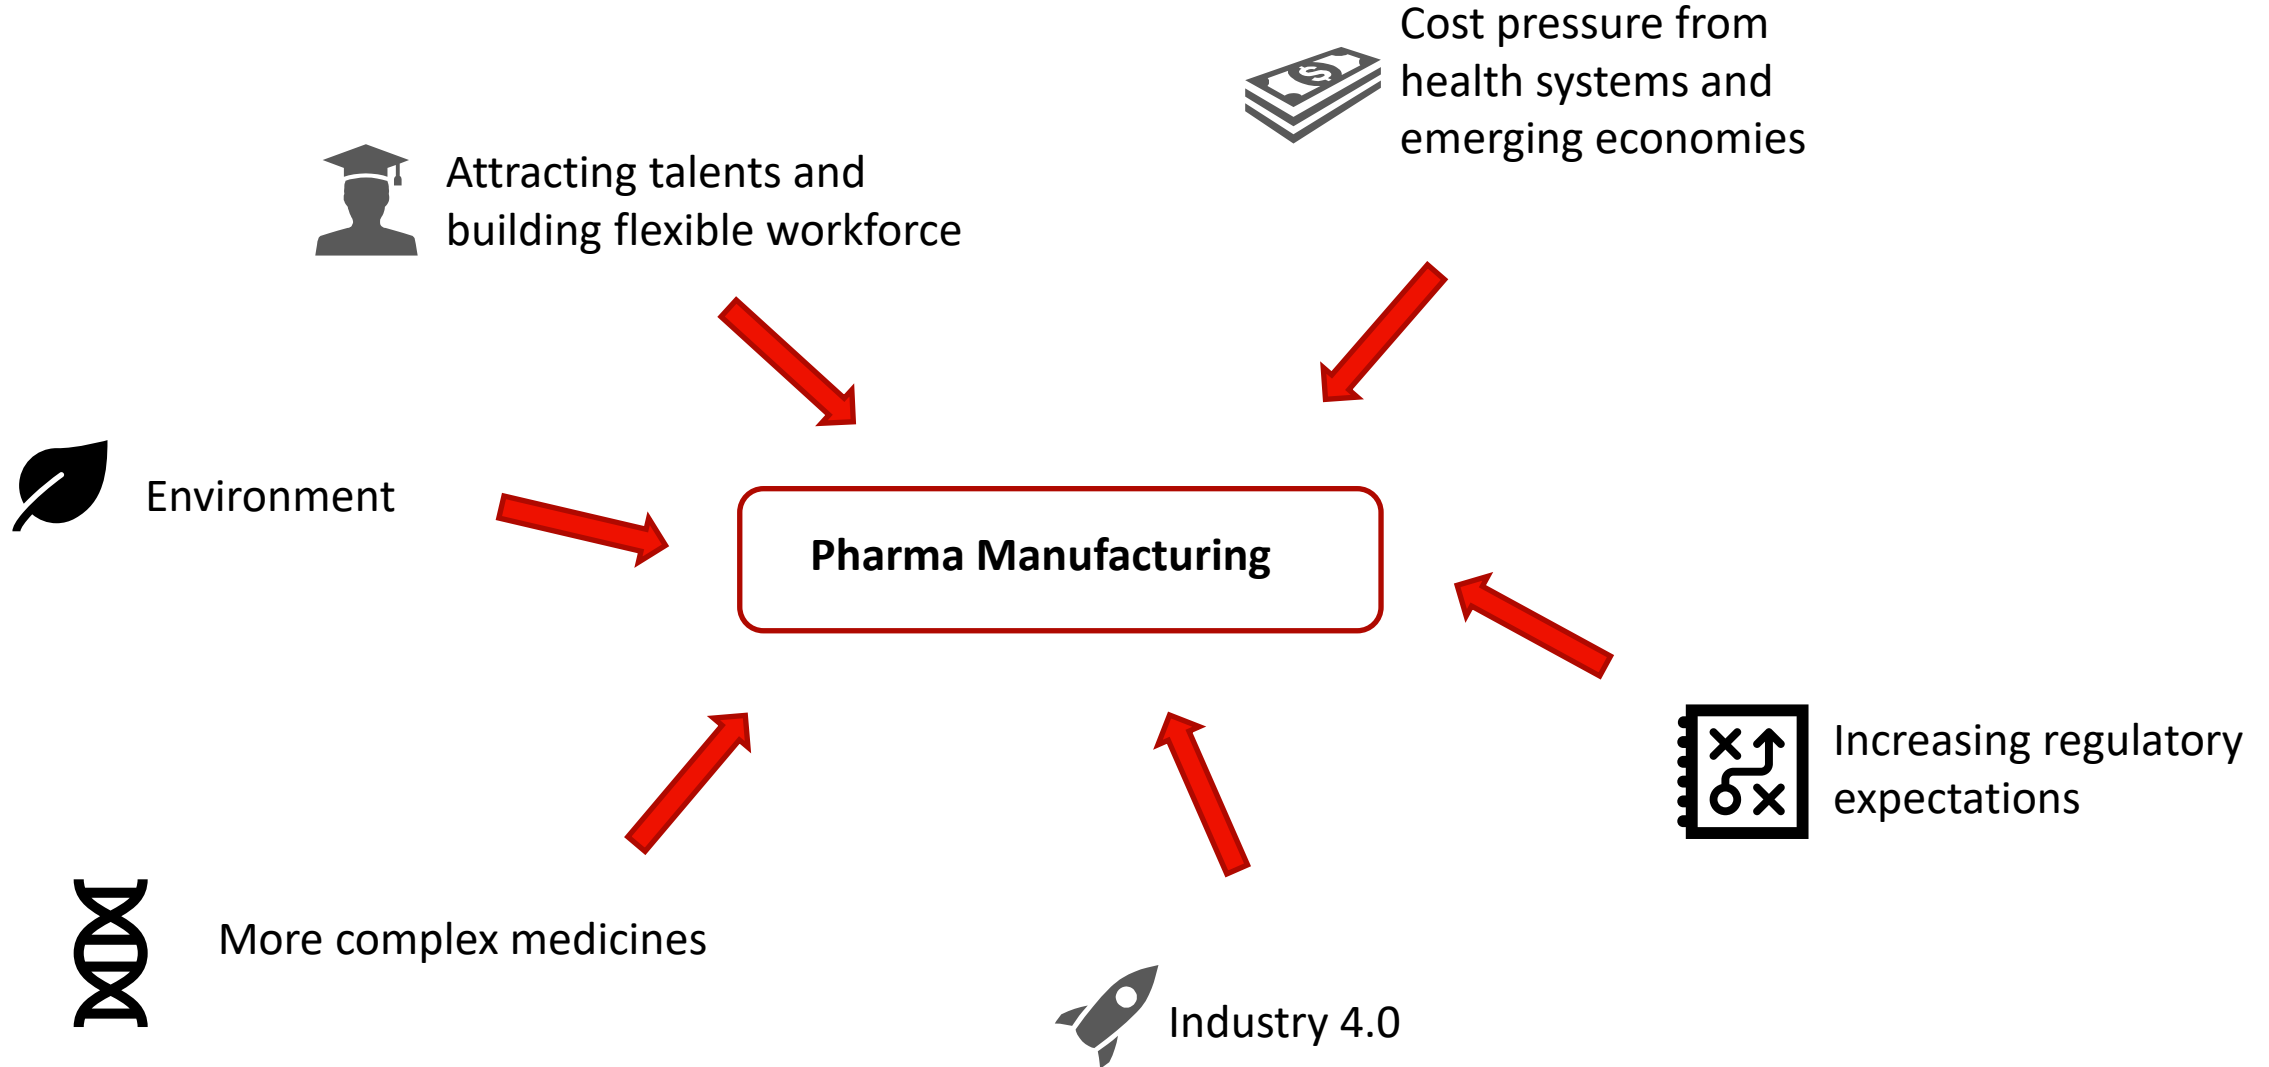 Cost pressure from
health systems and
emerging economies
Attracting talents and
building flexible workforce
Environment
Pharma Manufacturing
Increasing regulatory
expectations
More complex medicines
Industry 4.0